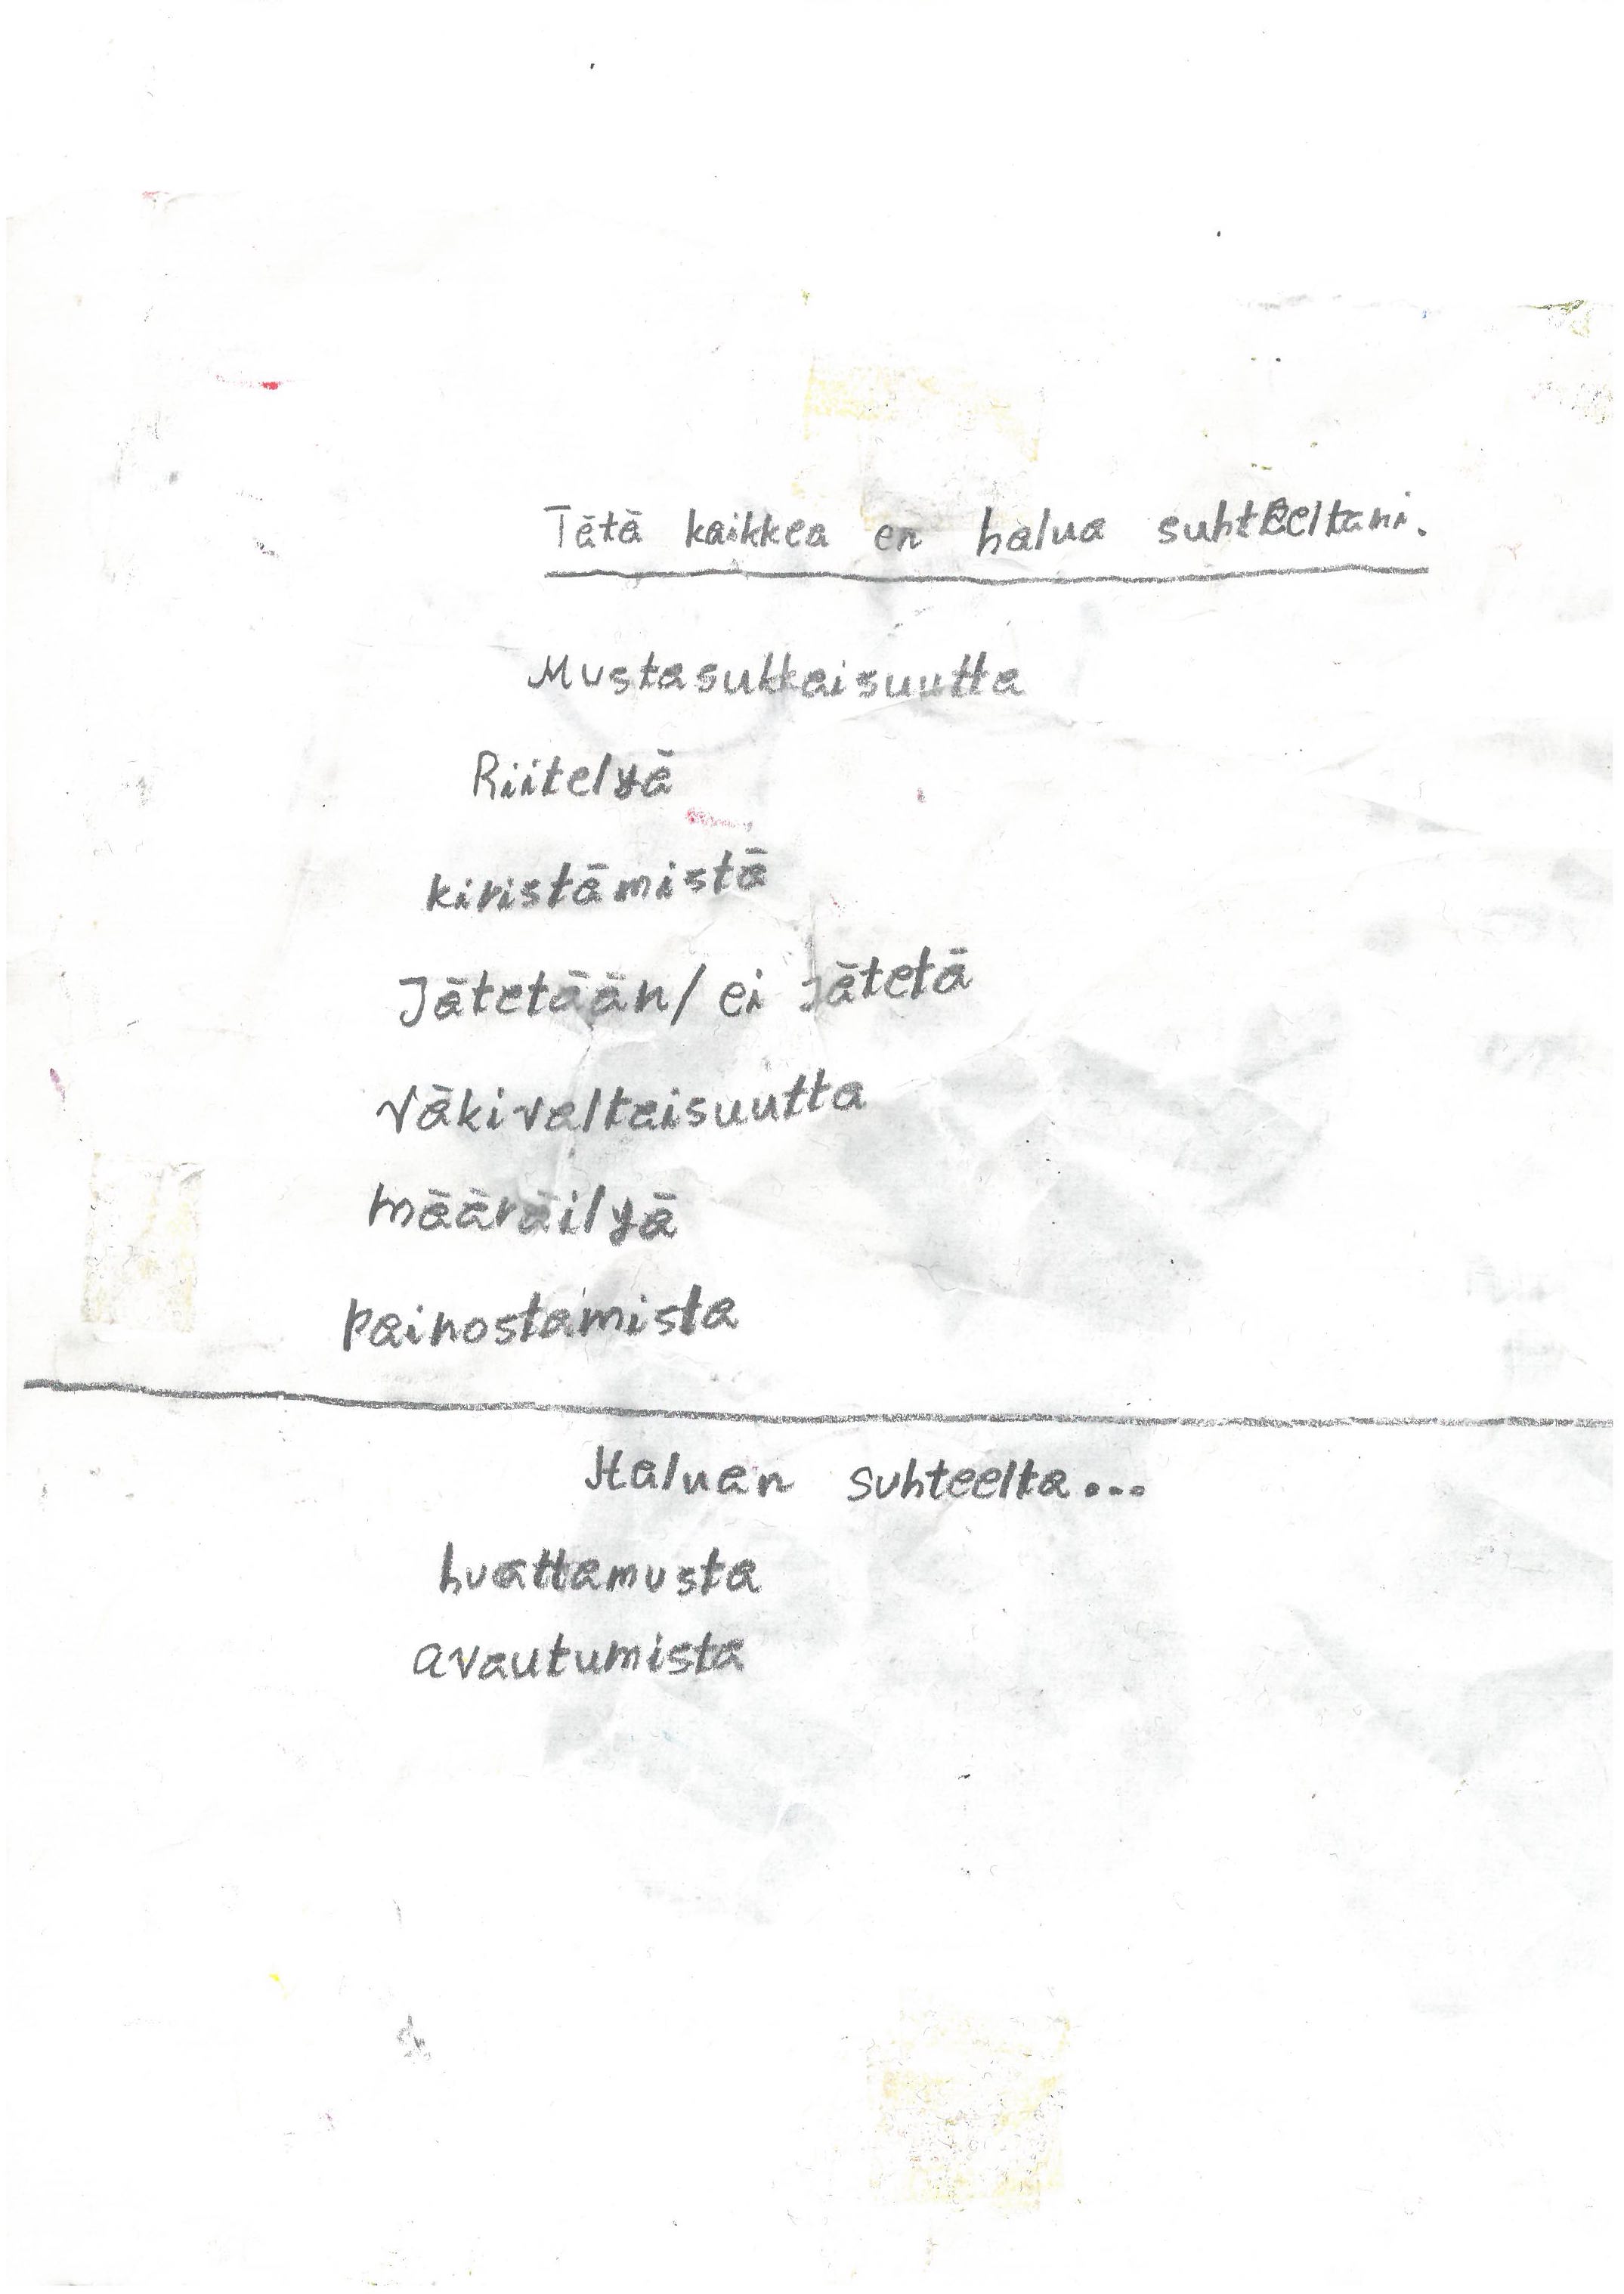 Tätä kaikkea en halua suhteeltani.
Mustasukkaisuutta
Riitelyä
kiristämistä
Jätetään/ ei jätetä
Väkivaltaisuutta
määräilyä
painostamista
Haluan suhteelta...
luottamusta
avautumista